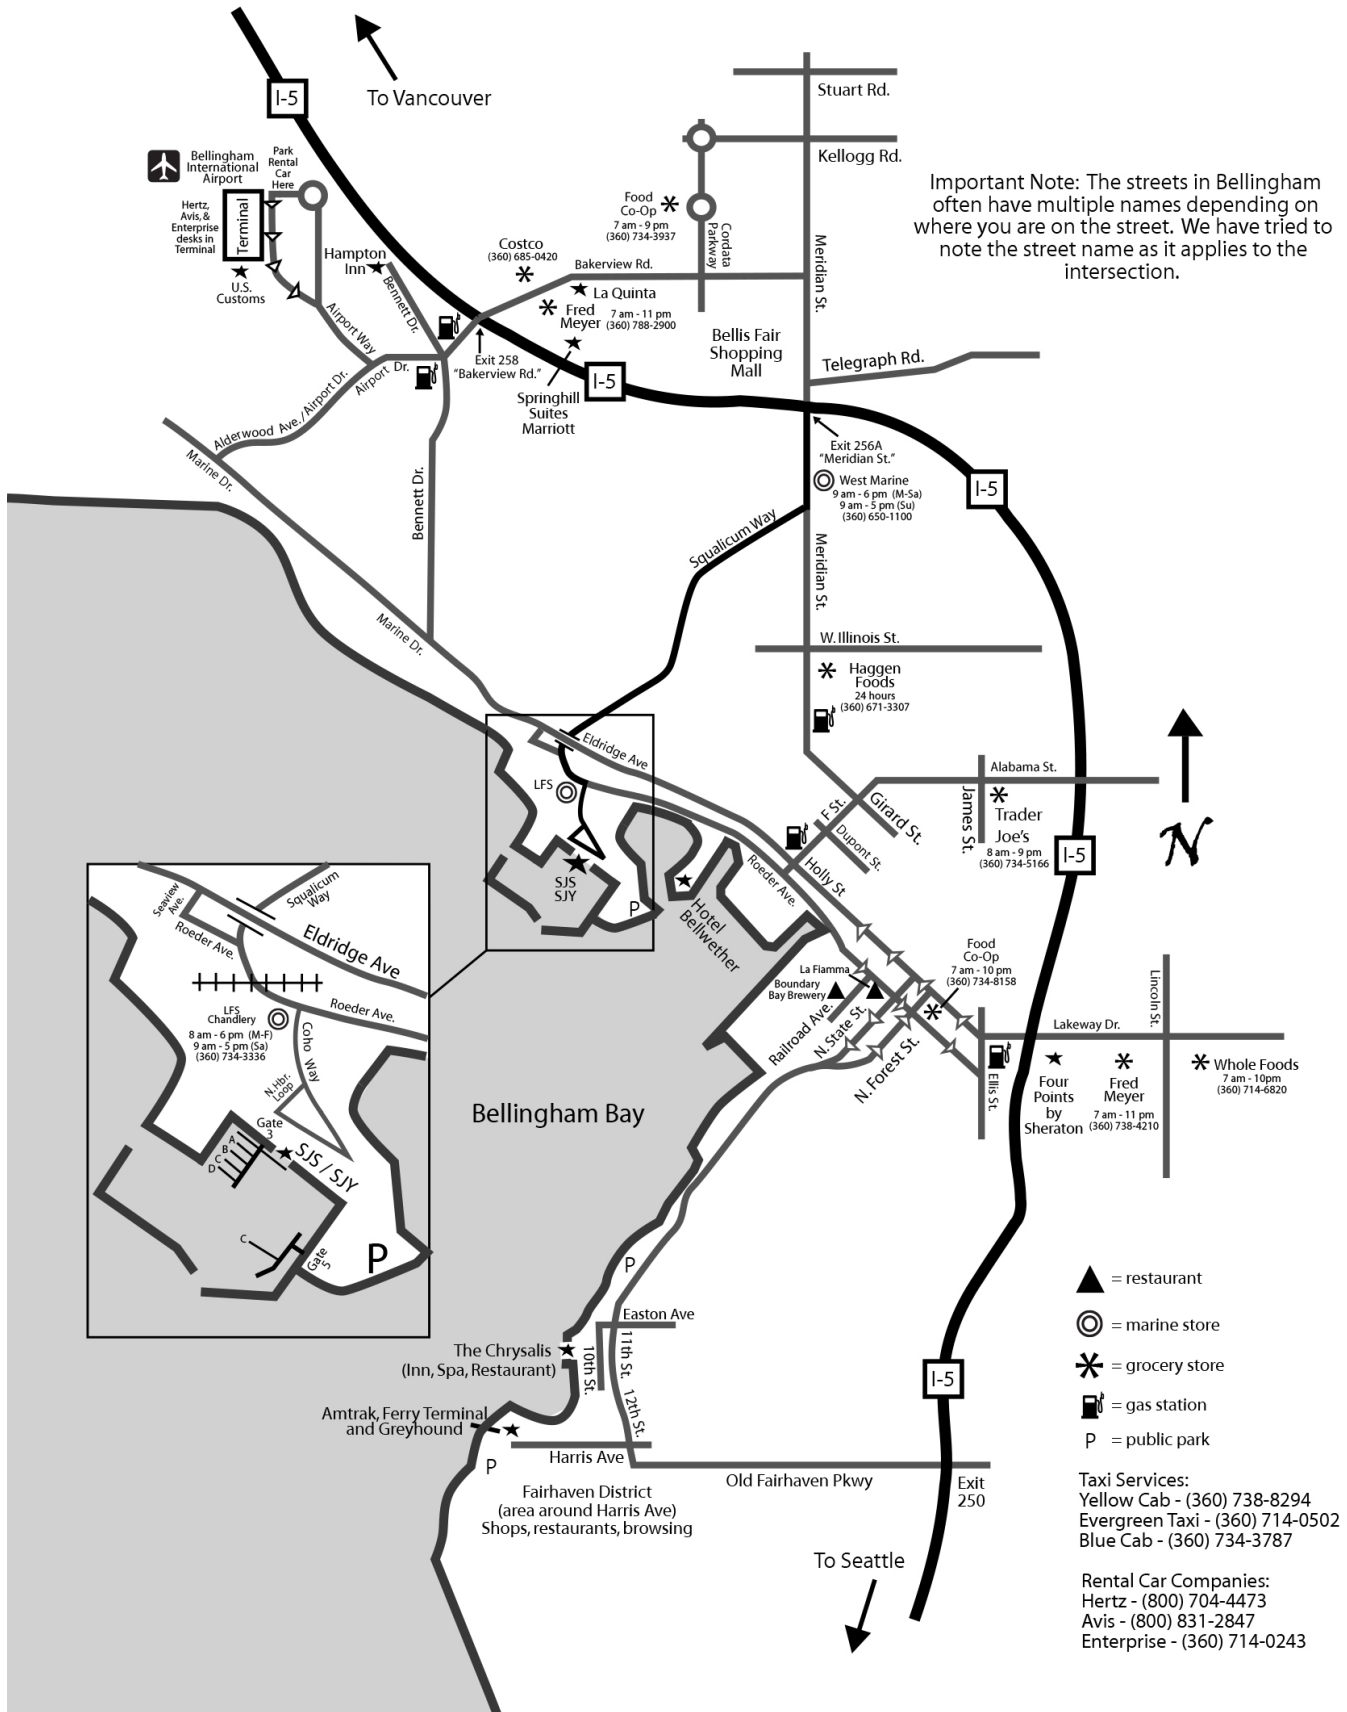 I-5
To Vancouver
Stuart Rd.
Kellogg Rd.
Important Note: The streets in Bellingham
often have multiple names depending on
where you are on the street. We have tried to
note the street name as it applies to the
intersection.
Bellingham
International
Airport
Park
Rental
Car
Here
Hertz,
Avis, &
Enterprise
desks in
Terminal
Terminal
U.S.
Customs
Hampton
Inn
Bennett Dr.
Airport Way
Airport Dr.
Alderwood Ave./Airport Dr.
Food
Co-Op
7 am - 9 pm
(360) 734-3937
Cordata
Parkway
Costco
(360) 685-0420
Bakerview Rd.
La Quinta
Fred
Meyer
7 am - 11 pm
(360) 788-2900
Exit 258
"Bakerview Rd."
Springhill
Suites
Marriott
I-5
Meridian St.
Bellis Fair
Shopping
Mall
Telegraph Rd.
Exit 256A
"Meridian St."
I-5
West Marine
9 am - 6 pm (M-Sa)
9 am - 5 pm (Su)
(360) 650-1100
Marine Dr.
Bennett Dr.
Squalicum Way
Meridian St.
Marine Dr.
W. Illinois St.
Haggen
Foods
24 hours
(360) 671-3307
Eldridge Ave
LFS
SJS
SJY
P
Hotel
Bellwether
Alabama St.
James St.
Trader
Joe's
8 am - 9 pm
(360) 734-5166
I-5
N
F St.
Girard St.
Dupont St.
Holly St
Roeder Ave.
Seaview
Ave.
Squalicum
Way
Roeder Ave.
Eldridge Ave
LFS
Chandlery
8 am - 6 pm (M-F)
9 am - 5 pm (Sa)
(360) 734-3336
Roeder Ave.
Coho Way
N. Hbr.
Loop
Gate
3
A
B
C
D
SJS / SJY
C
Gate
5
P
Bellingham Bay
La Fiamma
Boundary
Bay Brewery
Railroad Ave.
N. State St.
N. Forest St.
Food
Co-Op
7 am - 10 pm
(360) 734-8158
Lincoln St.
Lakeway Dr.
Ellis St.
Four
Points
by
Sheraton
Fred
Meyer
7 am - 11 pm
(360) 738-4210
Whole Foods
7 am - 10pm
(360) 714-6820
P
Easton Ave
The Chrysalis
(Inn, Spa, Restaurant)
10th St.
11th St.
12th St.
Amtrak, Ferry Terminal
and Greyhound
Harris Ave
P
Fairhaven District
(area around Harris Ave)
Shops, restaurants, browsing
Old Fairhaven Pkwy
I-5
Exit
250
To Seattle
= restaurant
= marine store
= grocery store
= gas station
P = public park
Taxi Services:
Yellow Cab - (360) 738-8294
Evergreen Taxi - (360) 714-0502
Blue Cab - (360) 734-3787
Rental Car Companies:
Hertz - (800) 704-4473
Avis - (800) 831-2847
Enterprise - (360) 714-0243